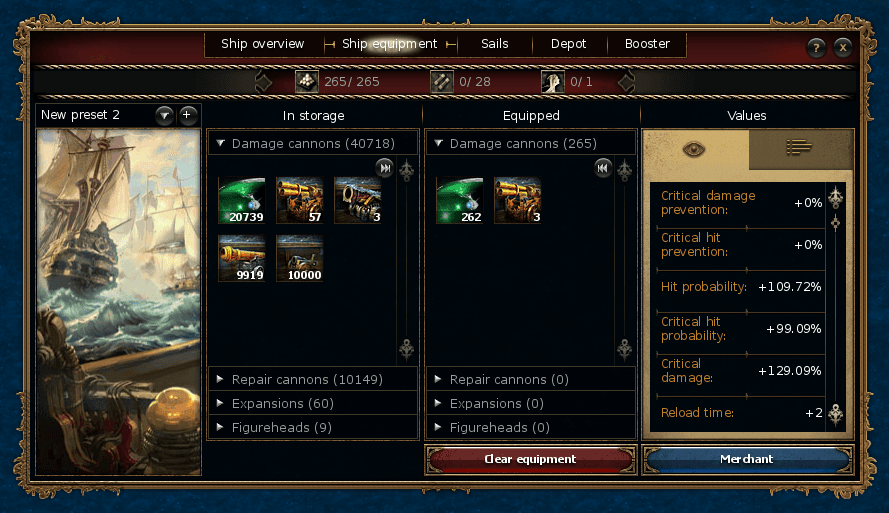 Ship overview
Ship equipment
Sails
Depot
Booster
?
X
265/ 265
0/ 28
0/ 1
New preset 2
+
In storage
Equipped
Values
Damage cannons (40718)
20739
57
3
9919
10000
Repair cannons (10149)
Expansions (60)
Figureheads (9)
Damage cannons (265)
262
3
Repair cannons (0)
Expansions (0)
Figureheads (0)
Clear equipment
Critical damage
prevention:
+0%
Critical hit
prevention:
+0%
Hit probability:
+109.72%
Critical hit
probability:
+99.09%
Critical
damage:
+129.09%
Reload time:
+2
Merchant